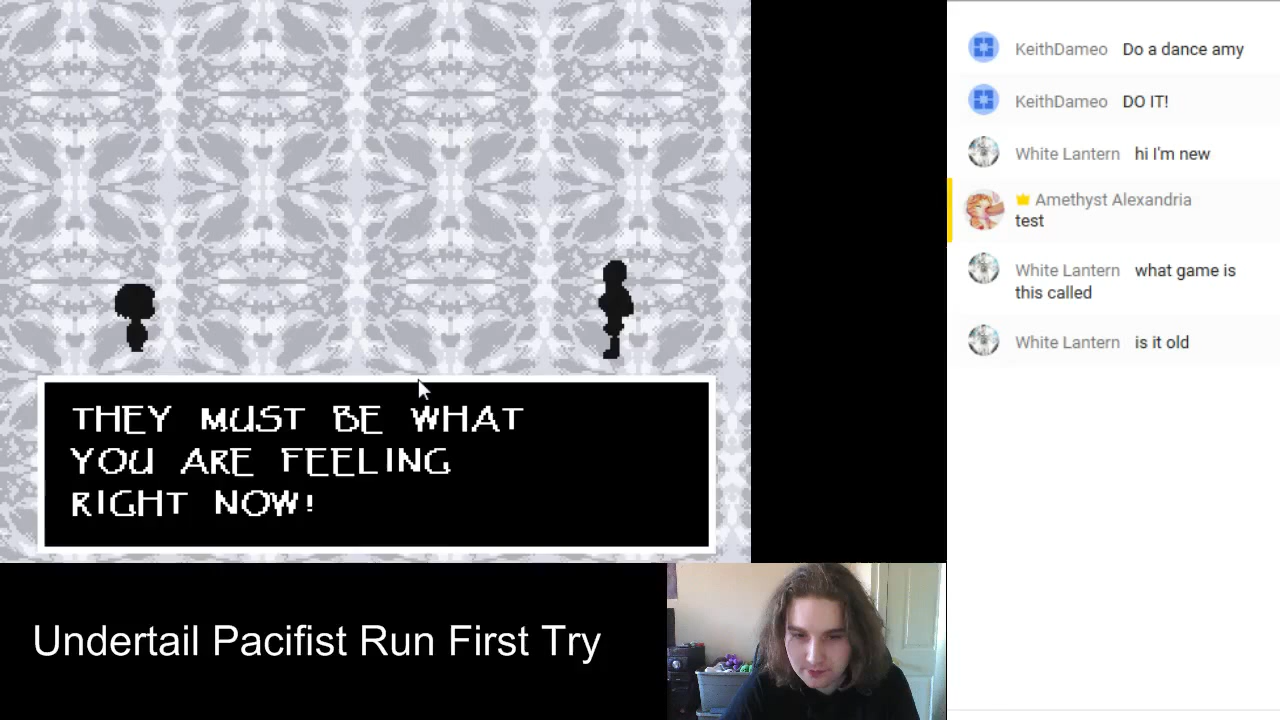 THEY MUST BE WHAT
YOU ARE FEELING
RIGHT NOW!
Undertail Pacifist Run First Try
KeithDameo Do a dance amy
KeithDameo DO IT!
White Lantern hi I'm new
Amethyst Alexandria
test
White Lantern what game is
this called
White Lantern is it old